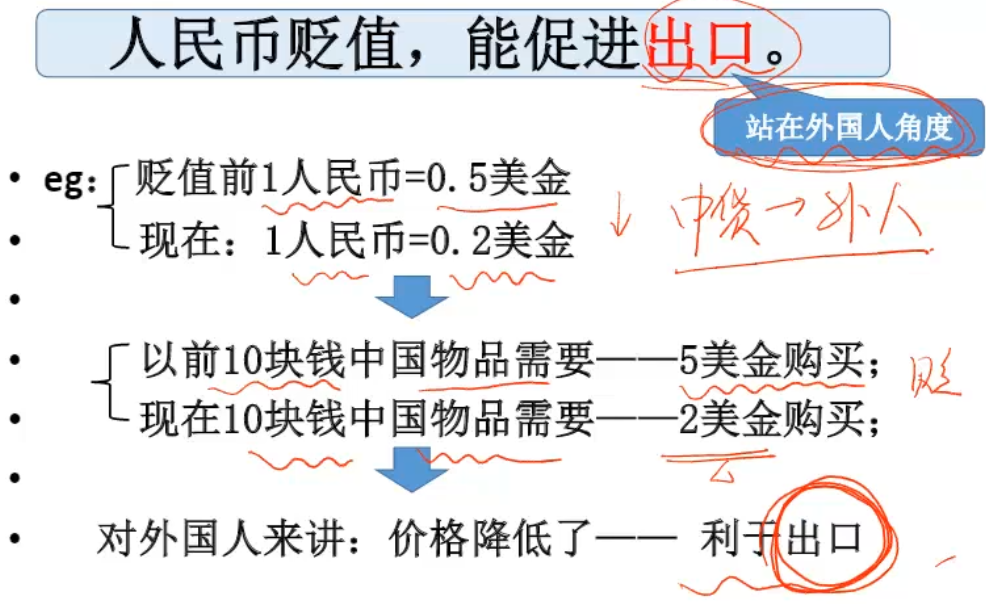 人民币贬值，能促进出口。
站在外国人角度
• eg：贬值前1人民币=0.5美金
• 现在：1人民币=0.2美金
↓ 中货→外人
•
• 以前10块钱中国物品需要——5美金购买；
贬
• 现在10块钱中国物品需要——2美金购买；
•
• 对外国人来讲：价格降低了—— 利于出口